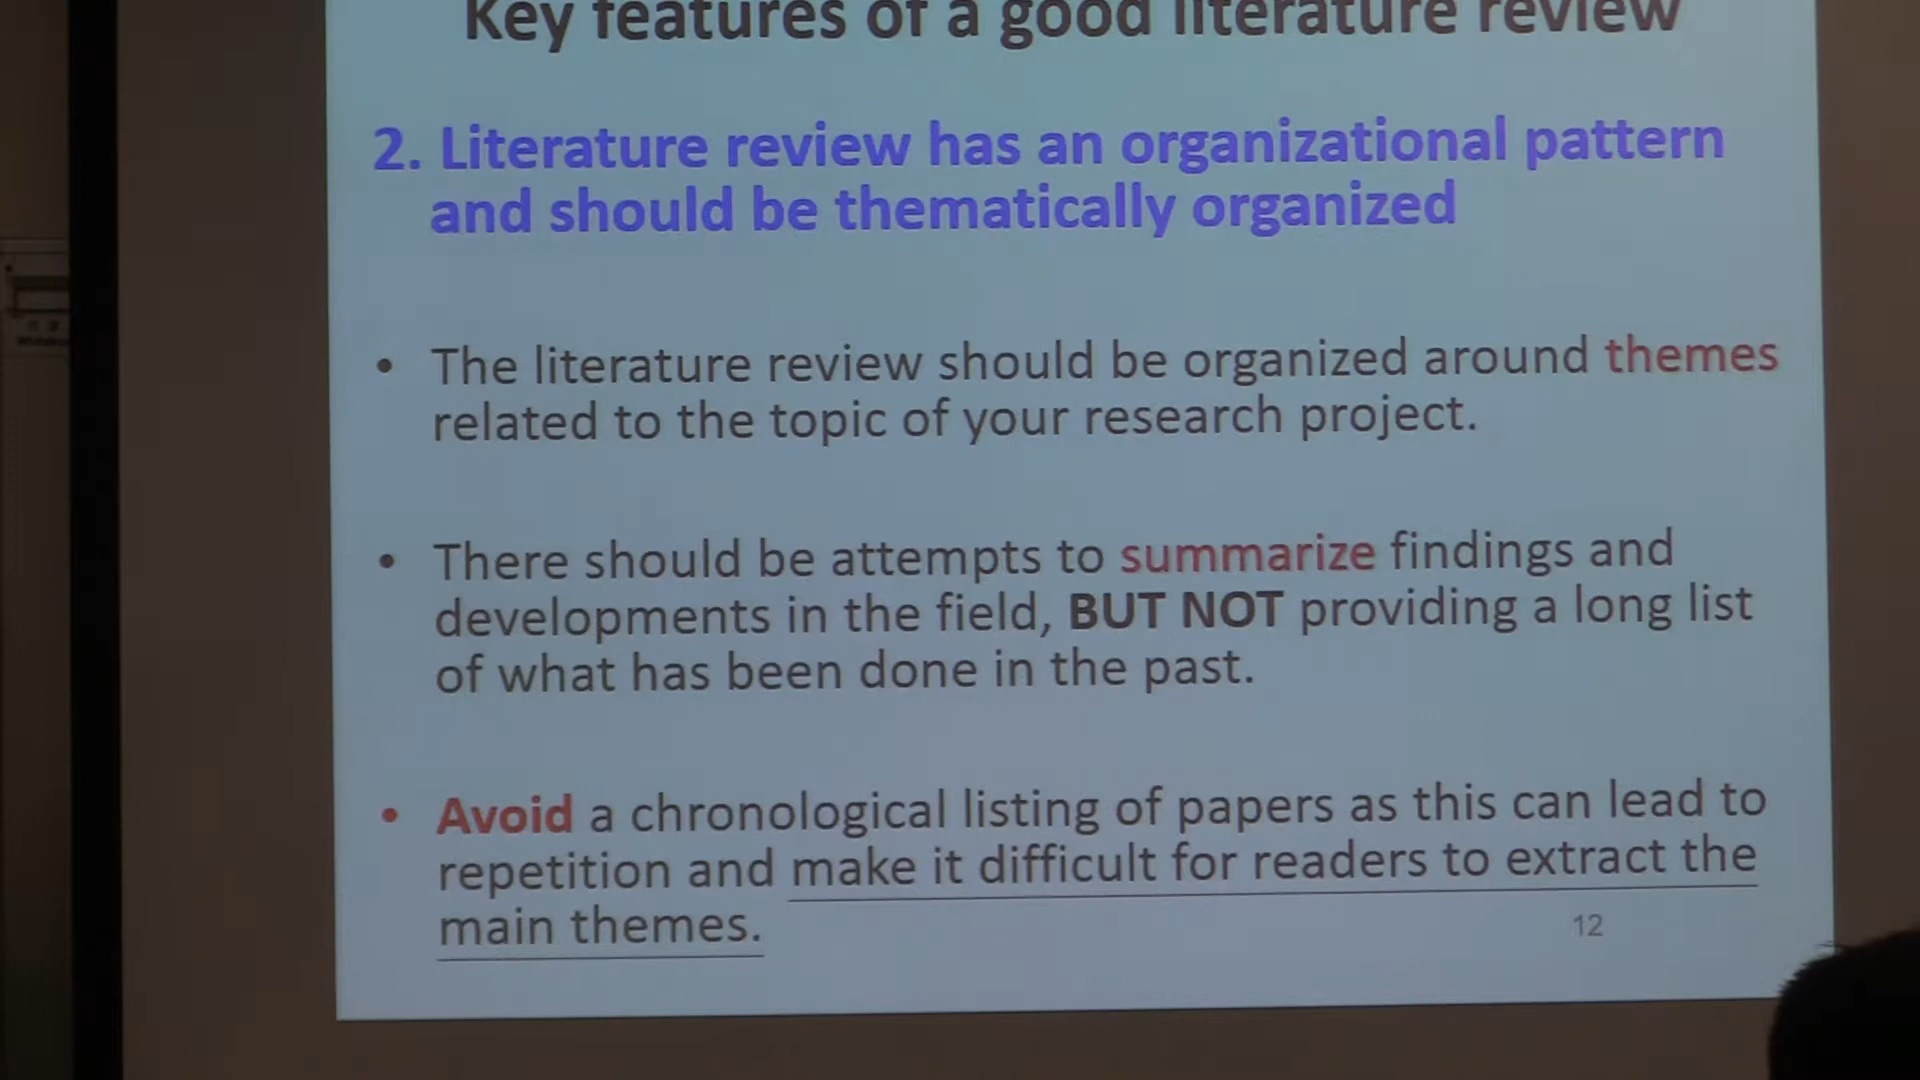 Key features of a good literature review
2. Literature review has an organizational pattern
and should be thematically organized
• The literature review should be organized around themes
related to the topic of your research project.
• There should be attempts to summarize findings and
developments in the field, BUT NOT providing a long list
of what has been done in the past.
• Avoid a chronological listing of papers as this can lead to
repetition and make it difficult for readers to extract the
main themes.
12